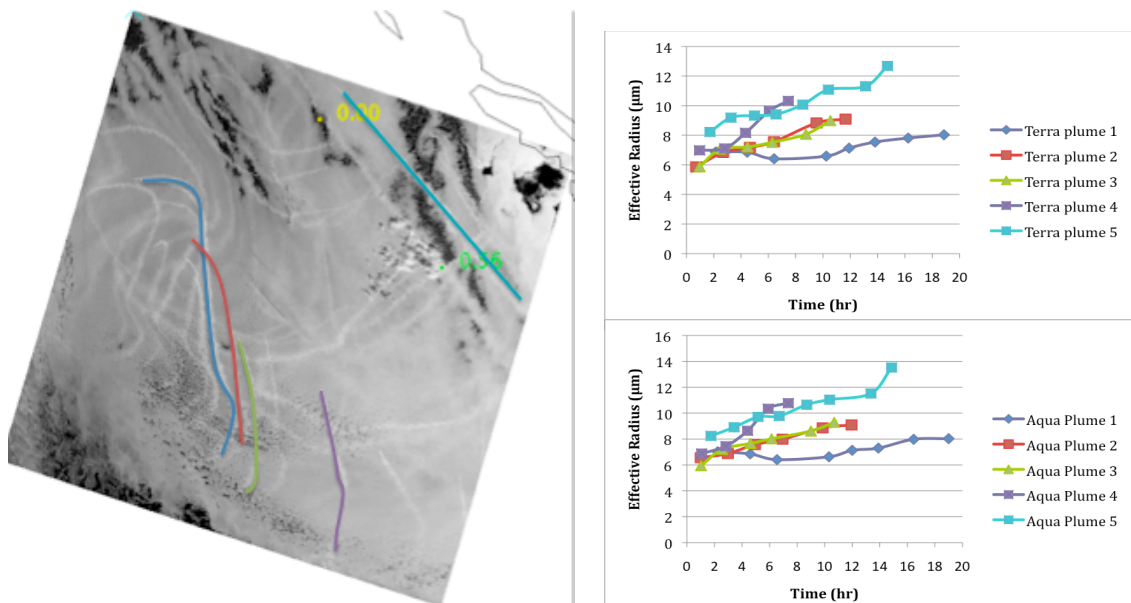 0.00
0.56
14
12
10
8
6
4
2
0
Effective Radius (µm)
0 2 4 6 8 10 12 14 16 18 20
Time (hr)
Terra plume 1
Terra plume 2
Terra plume 3
Terra plume 4
Terra plume 5
16
14
12
10
8
6
4
2
0
Effective Radius (µm)
0 2 4 6 8 10 12 14 16 18 20
Time (hr)
Aqua Plume 1
Aqua Plume 2
Aqua Plume 3
Aqua Plume 4
Aqua Plume 5